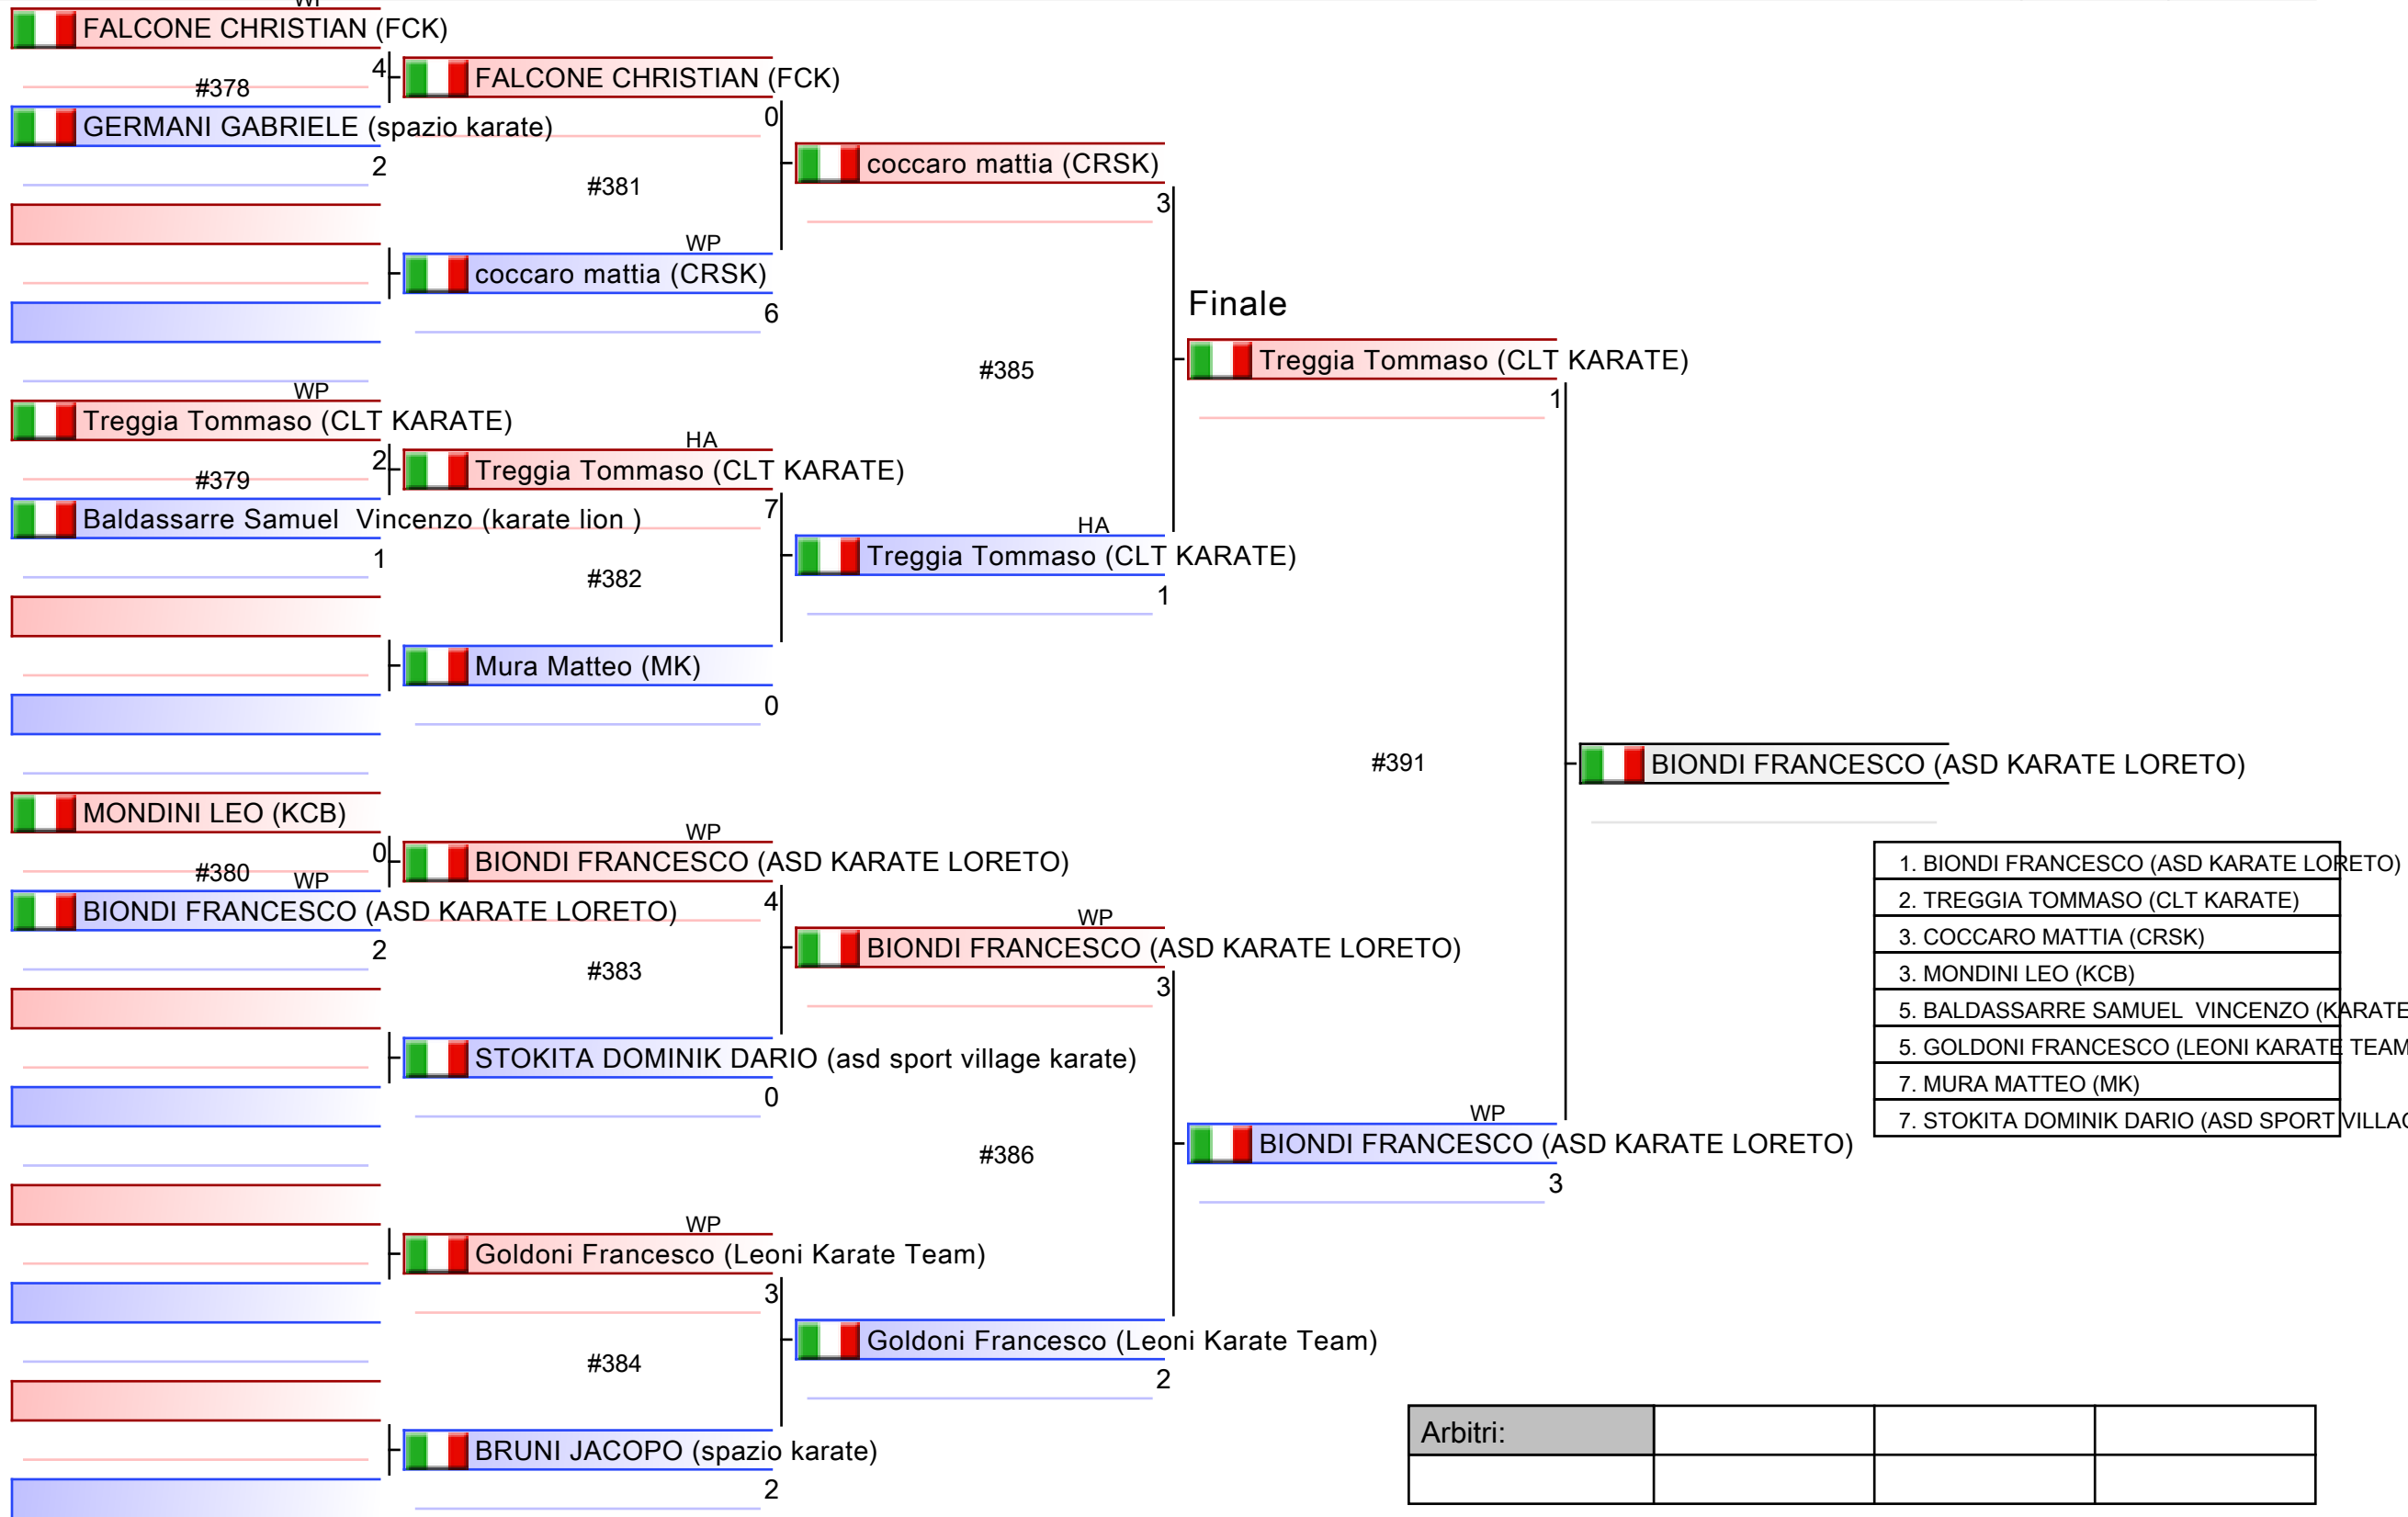 WP
FALCONE CHRISTIAN (FCK)
4
#378
GERMANI GABRIELE (spazio karate)
2
FALCONE CHRISTIAN (FCK)
0
#381
WP
coccaro mattia (CRSK)
6
coccaro mattia (CRSK)
3
#385
WP
Treggia Tommaso (CLT KARATE)
2
#379
Baldassarre Samuel  Vincenzo (karate lion )
1
HA
Treggia Tommaso (CLT KARATE)
7
#382
Mura Matteo (MK)
0
HA
Treggia Tommaso (CLT KARATE)
1
Finale
Treggia Tommaso (CLT KARATE)
1
#391
MONDINI LEO (KCB)
0
#380
WP
BIONDI FRANCESCO (ASD KARATE LORETO)
2
WP
BIONDI FRANCESCO (ASD KARATE LORETO)
4
#383
STOKITA DOMINIK DARIO (asd sport village karate)
0
WP
BIONDI FRANCESCO (ASD KARATE LORETO)
3
#386
WP
Goldoni Francesco (Leoni Karate Team)
3
#384
BRUNI JACOPO (spazio karate)
2
Goldoni Francesco (Leoni Karate Team)
2
WP
BIONDI FRANCESCO (ASD KARATE LORETO)
3
BIONDI FRANCESCO (ASD KARATE LORETO)
1. BIONDI FRANCESCO (ASD KARATE LORETO)
2. TREGGIA TOMMASO (CLT KARATE)
3. COCCARO MATTIA (CRSK)
3. MONDINI LEO (KCB)
5. BALDASSARRE SAMUEL  VINCENZO (KARATE
5. GOLDONI FRANCESCO (LEONI KARATE TEAM
7. MURA MATTEO (MK)
7. STOKITA DOMINIK DARIO (ASD SPORT VILLAG
Arbitri: